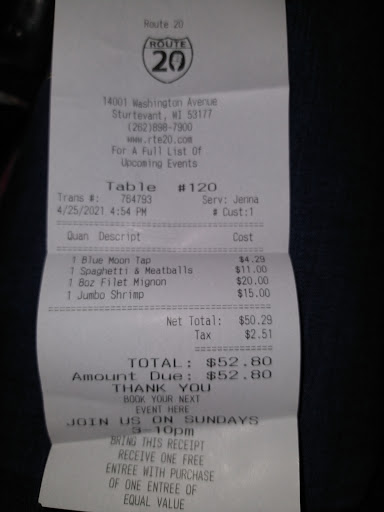 Route 20
ROUTE
20
14001 Washington Avenue
Sturtevant, WI 53177
(262)898-7900
www.rte20.com
For A Full List Of
Upcoming Events
Table #120
Trans #: 764793 Serv: Jenna
4/25/2021 4:54 PM # Cust:1
Quan Descript Cost
1 Blue Moon Tap $4.29
1 Spaghetti & Meatballs $11.00
1 8oz Filet Mignon $20.00
1 Jumbo Shrimp $15.00
Net Total: $50.29
Tax $2.51
TOTAL: $52.80
Amount Due: $52.80
THANK YOU
BOOK YOUR NEXT
EVENT HERE
JOIN US ON SUNDAYS
3-10pm
BRING THIS RECEIPT
RECEIVE ONE FREE
ENTREE WITH PURCHASE
OF ONE ENTREE OF
EQUAL VALUE